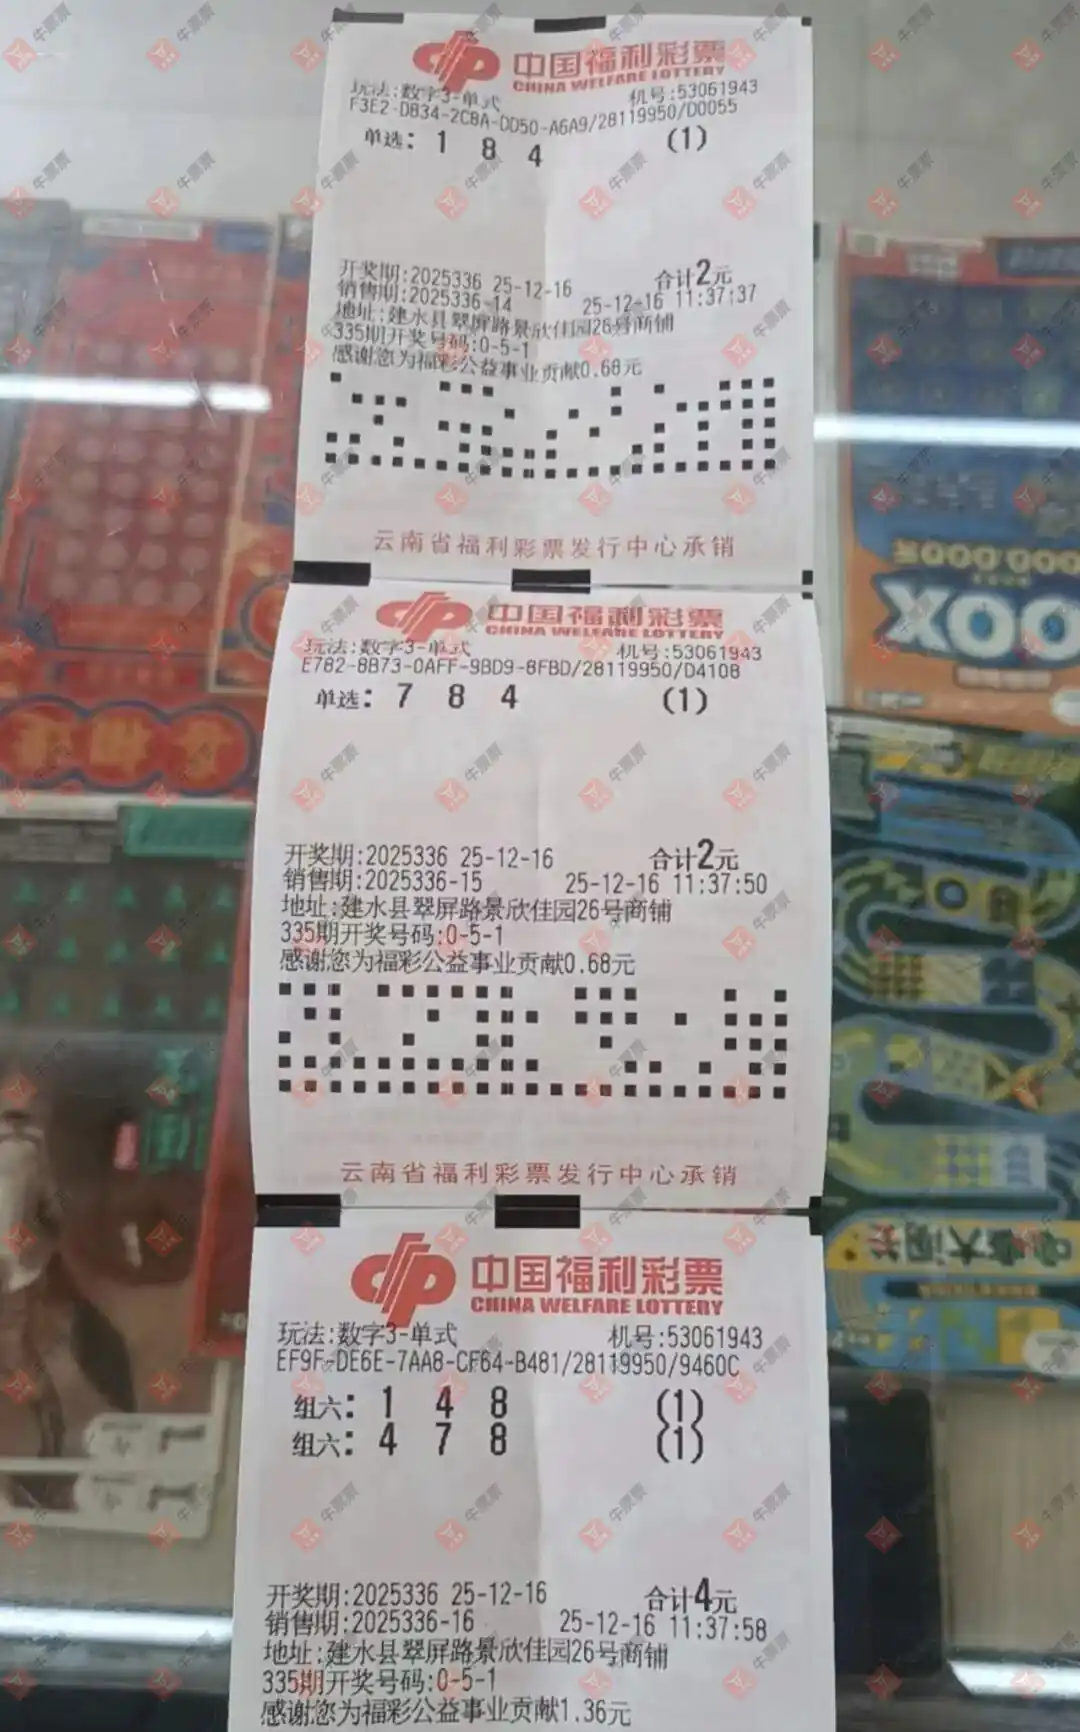 中国福利彩票
CHINA WELFARE LOTTERY
玩法:数字3-单式 机号:53061943
F3E2-D834-2C8A-DD50-A6A9/28119950/D0055
单选: 1 8 4 (1)
开奖期:2025336 25-12-16 合计2元
销售期:2025336-14 25-12-16 11:37:37
地址:建水县翠屏路景欣佳园26号商铺
335期开奖号码:0-5-1
感谢您为福彩公益事业贡献0.68元
云南省福利彩票发行中心承销
中国福利彩票
CHINA WELFARE LOTTERY
玩法:数字3-单式 机号:53061943
E782-8B73-0AFF-9BD9-8FBD/28119950/D4108
单选: 7 8 4 (1)
开奖期:2025336 25-12-16 合计2元
销售期:2025336-15 25-12-16 11:37:50
地址:建水县翠屏路景欣佳园26号商铺
335期开奖号码:0-5-1
感谢您为福彩公益事业贡献0.68元
云南省福利彩票发行中心承销
中国福利彩票
CHINA WELFARE LOTTERY
玩法:数字3-单式 机号:53061943
EF9F-DE6E-7AA8-CF64-B481/28119950/9460C
组六: 1 4 8 (1)
组六: 4 7 8 (1)
开奖期:2025336 25-12-16 合计4元
销售期:2025336-16 25-12-16 11:37:58
地址:建水县翠屏路景欣佳园26号商铺
335期开奖号码:0-5-1
感谢您为福彩公益事业贡献1.36元
牛票票